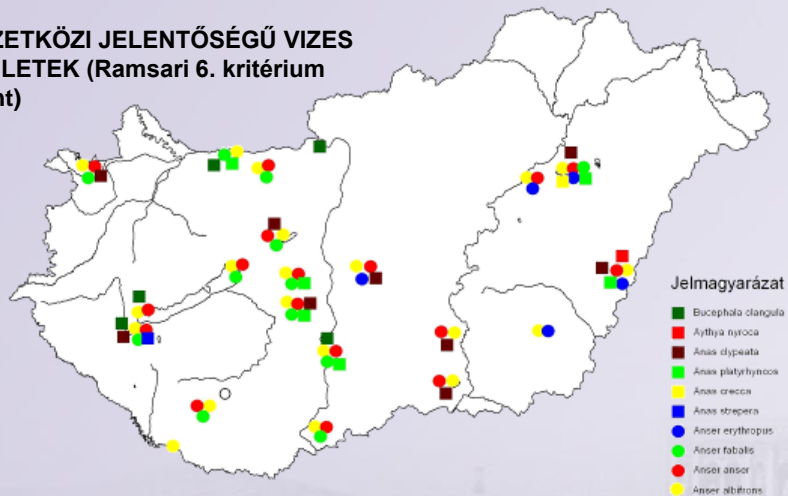 ZETKÖZI JELENTŐSÉGŰ VIZES
LETEK (Ramsari 6. kritérium
nt)
Jelmagyarázat
Bucephala clangula
Aythya nyroca
Anas clypeata
Anas platyrhyncos
Anas crecca
Anas strepera
Anser erythropus
Anser fabalis
Anser anser
Anser albifrons